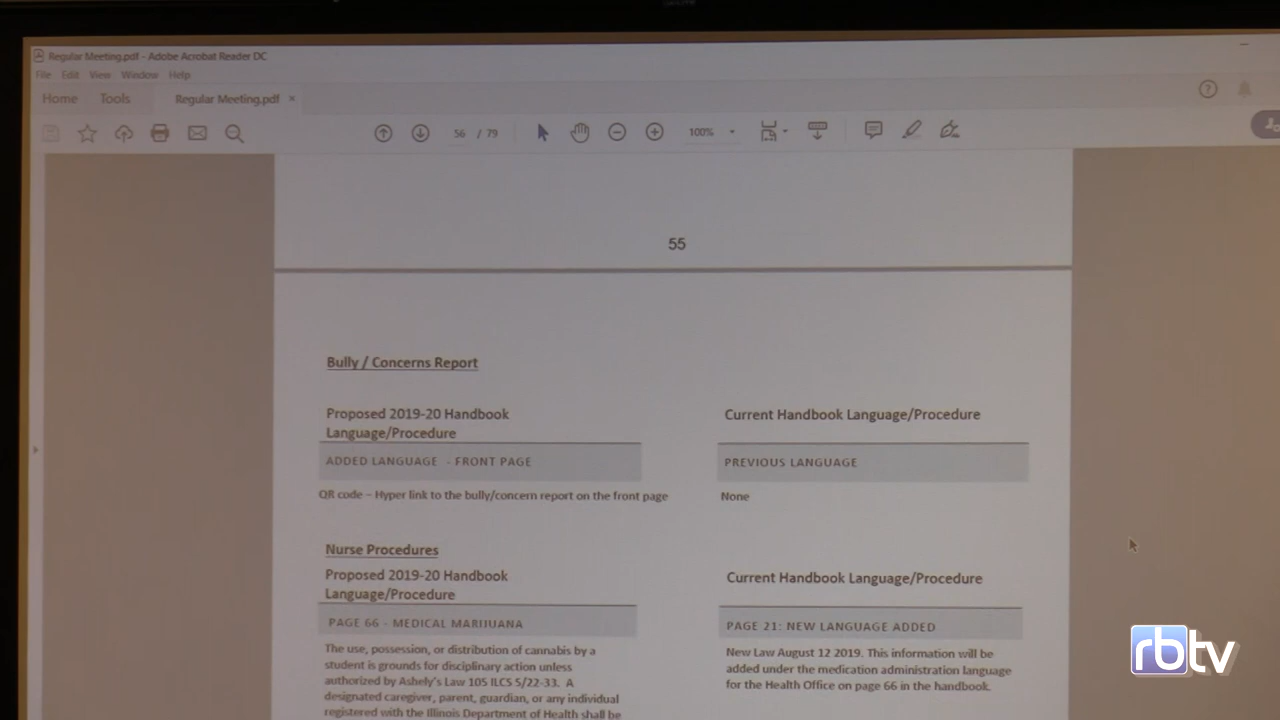 Regular Meeting.pdf - Adobe Acrobat Reader DC
File Edit View Window Help
Home Tools Regular Meeting.pdf ×
56 / 79 100%
55
Bully / Concerns Report
Proposed 2019-20 Handbook
Language/Procedure
Current Handbook Language/Procedure
ADDED LANGUAGE - FRONT PAGE
PREVIOUS LANGUAGE
QR code – Hyper link to the bully/concern report on the front page
None
Nurse Procedures
Proposed 2019-20 Handbook
Language/Procedure
Current Handbook Language/Procedure
PAGE 66 - MEDICAL MARIJUANA
PAGE 21: NEW LANGUAGE ADDED
The use, possession, or distribution of cannabis by a
student is grounds for disciplinary action unless
authorized by Ashely's Law 105 ILCS 5/22-33. A
designated caregiver, parent, guardian, or any individual
registered with the Illinois Department of Health shall be
New Law August 12 2019. This information will be
added under the medication administration language
for the Health Office on page 66 in the handbook.
rbtv